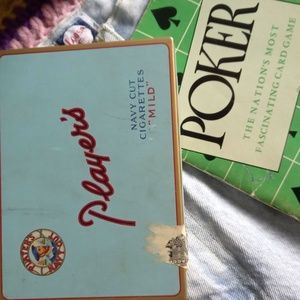 Player's
NAVY CUT
CIGARETTES
"MILD"
POKER
THE NATION'S MOST
FASCINATING CARD GAME